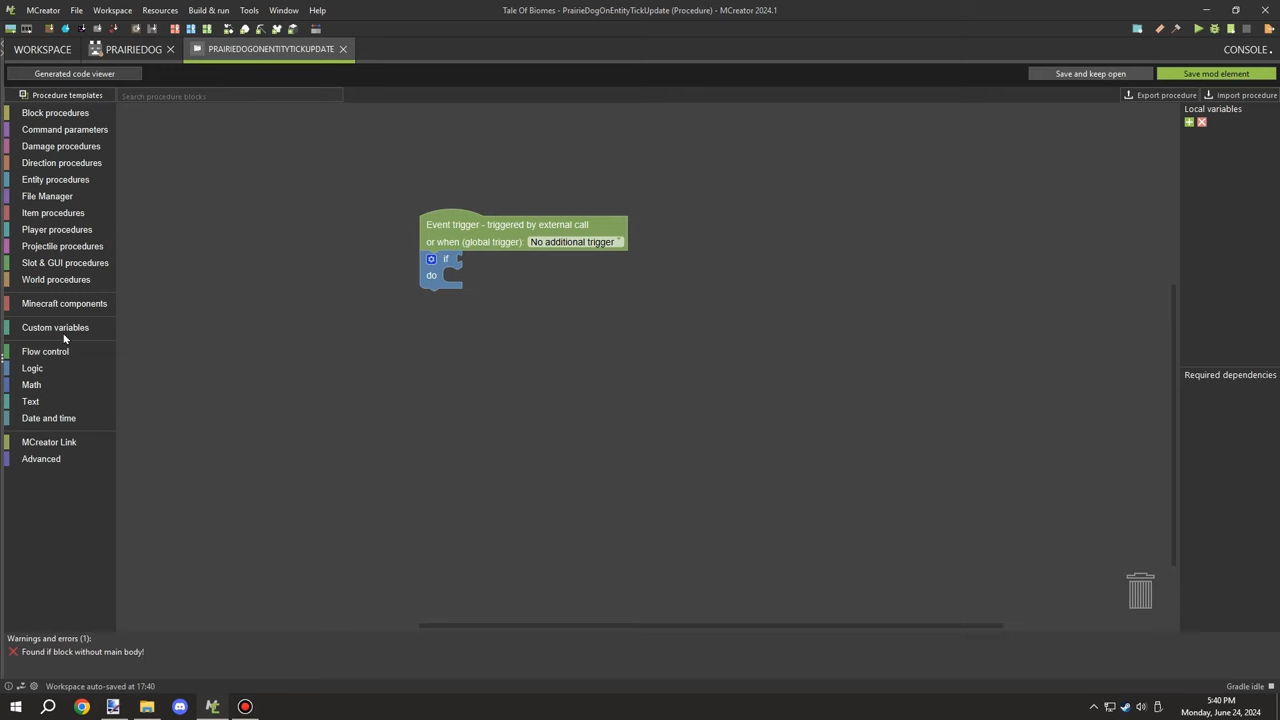 Tale Of Biomes - PrairieDogOnEntityTickUpdate (Procedure) - MCreator 2024.1
MCreator File Workspace Resources Build & run Tools Window Help
WORKSPACE PRAIRIEDOG PRAIRIEDOGONENTITYTICKUPDATE CONSOLE
Generated code viewer Save and keep open Save mod element
Procedure templates Search procedure blocks Export procedure Import procedure
Block procedures
Command parameters
Damage procedures
Direction procedures
Entity procedures
File Manager
Item procedures
Player procedures
Projectile procedures
Slot & GUI procedures
World procedures
Minecraft components
Custom variables
Flow control
Logic
Math
Text
Date and time
MCreator Link
Advanced
Event trigger - triggered by external call
or when (global trigger): No additional trigger
if
do
Local variables
Required dependencies
Warnings and errors (1):
Found if block without main body!
Workspace auto-saved at 17:40 Gradle idle
5:40 PM
Monday, June 24, 2024